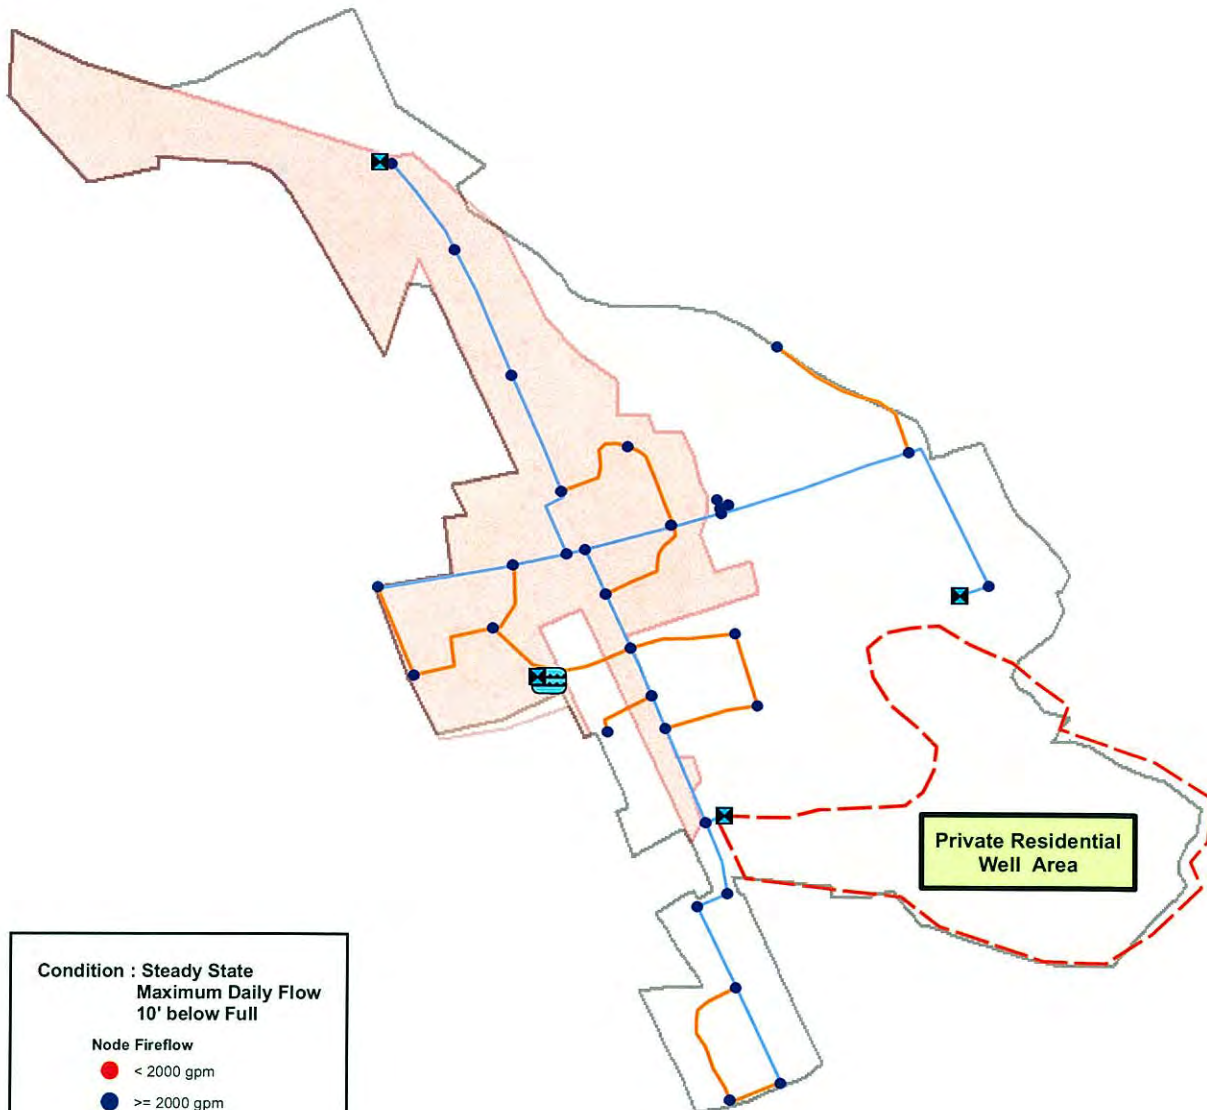 Private Residential
Well Area
Condition : Steady State
Maximum Daily Flow
10' below Full
Node Fireflow
< 2000 gpm
>= 2000 gpm